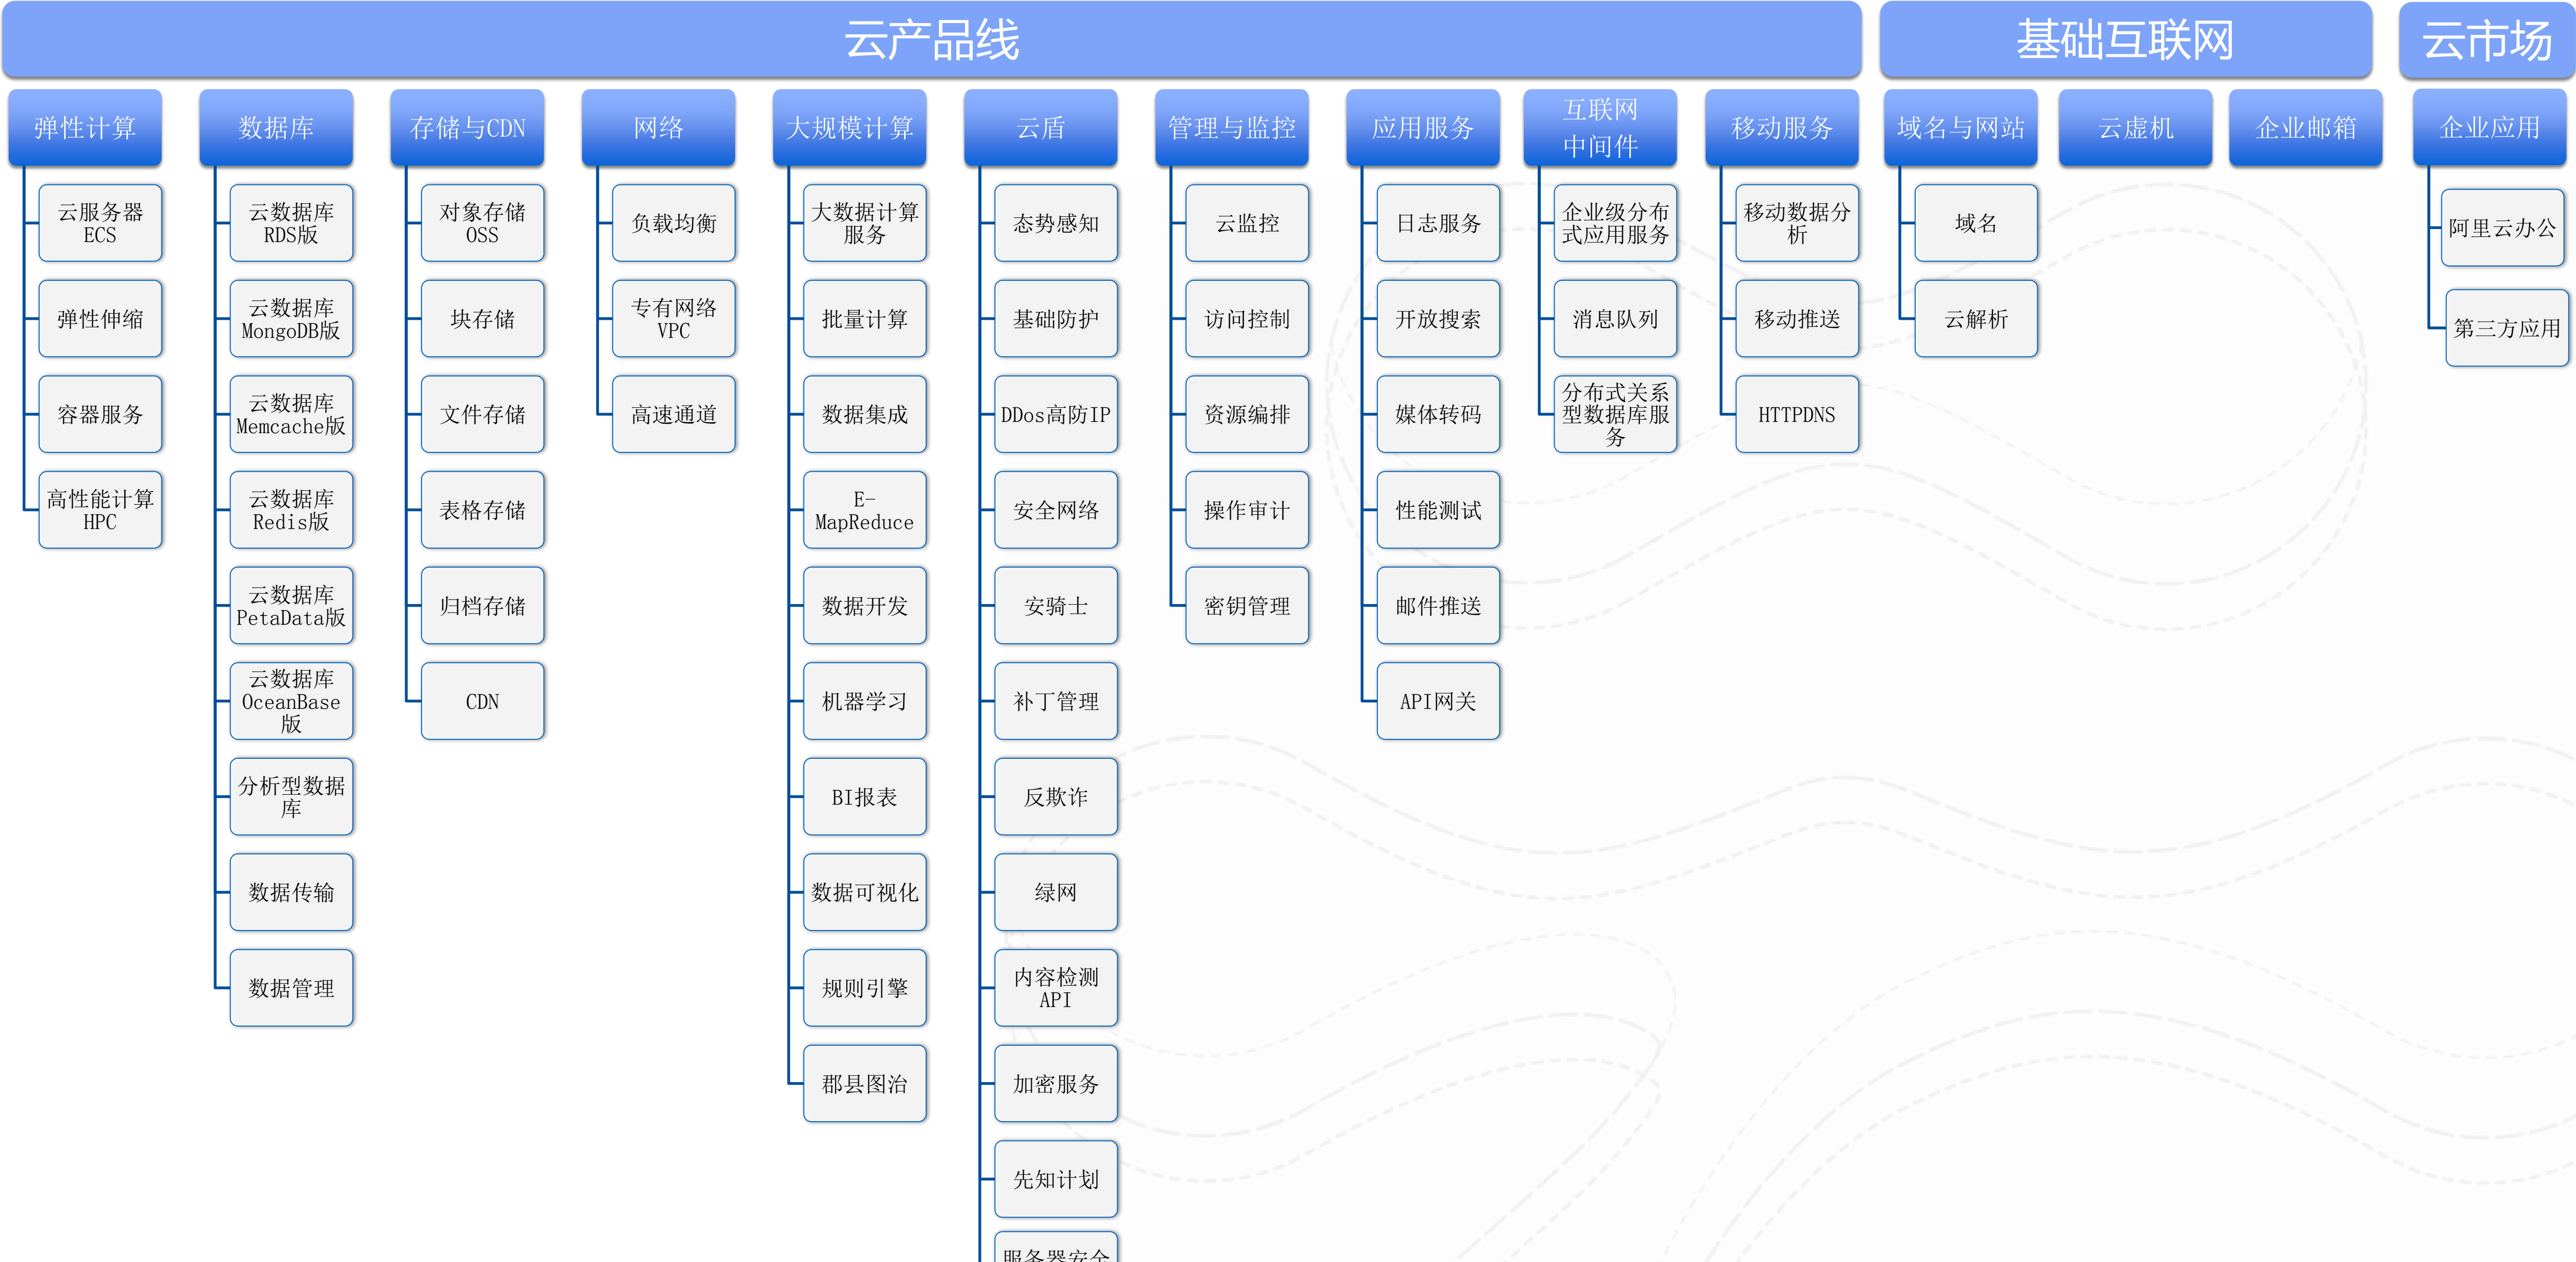 云产品线
基础互联网
云市场
弹性计算
云服务器
ECS
弹性伸缩
容器服务
高性能计算
HPC
数据库
云数据库
RDS版
云数据库
MongoDB版
云数据库
Memcache版
云数据库
Redis版
云数据库
PetaData版
云数据库
OceanBase
版
分析型数据
库
数据传输
数据管理
存储与CDN
对象存储
OSS
块存储
文件存储
表格存储
归档存储
CDN
网络
负载均衡
专有网络
VPC
高速通道
大规模计算
大数据计算
服务
批量计算
数据集成
E-
MapReduce
数据开发
机器学习
BI报表
数据可视化
规则引擎
郡县图治
云盾
态势感知
基础防护
DDos高防IP
安全网络
安骑士
补丁管理
反欺诈
绿网
内容检测
API
加密服务
先知计划
服务器安全
管理与监控
云监控
访问控制
资源编排
操作审计
密钥管理
应用服务
日志服务
开放搜索
媒体转码
性能测试
邮件推送
API网关
互联网
中间件
企业级分布
式应用服务
消息队列
分布式关系
型数据库服
务
移动服务
移动数据分
析
移动推送
HTTPDNS
域名与网站
域名
云解析
云虚机
企业邮箱
企业应用
阿里云办公
第三方应用